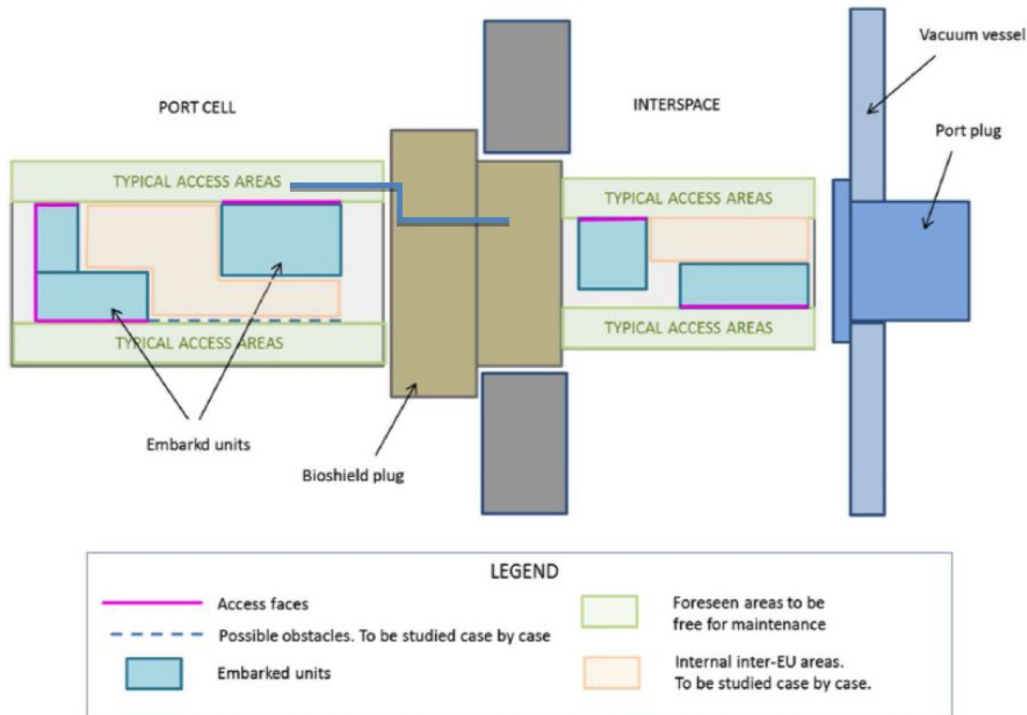 Vacuum vessel
PORT CELL
INTERSPACE
Port plug
TYPICAL ACCESS AREAS
TYPICAL ACCESS AREAS
TYPICAL ACCESS AREAS
TYPICAL ACCESS AREAS
Embarkd units
Bioshield plug
LEGEND
Access faces
Possible obstacles. To be studied case by case
Embarked units
Foreseen areas to be
free for maintenance
Internal inter-EU areas.
To be studied case by case.